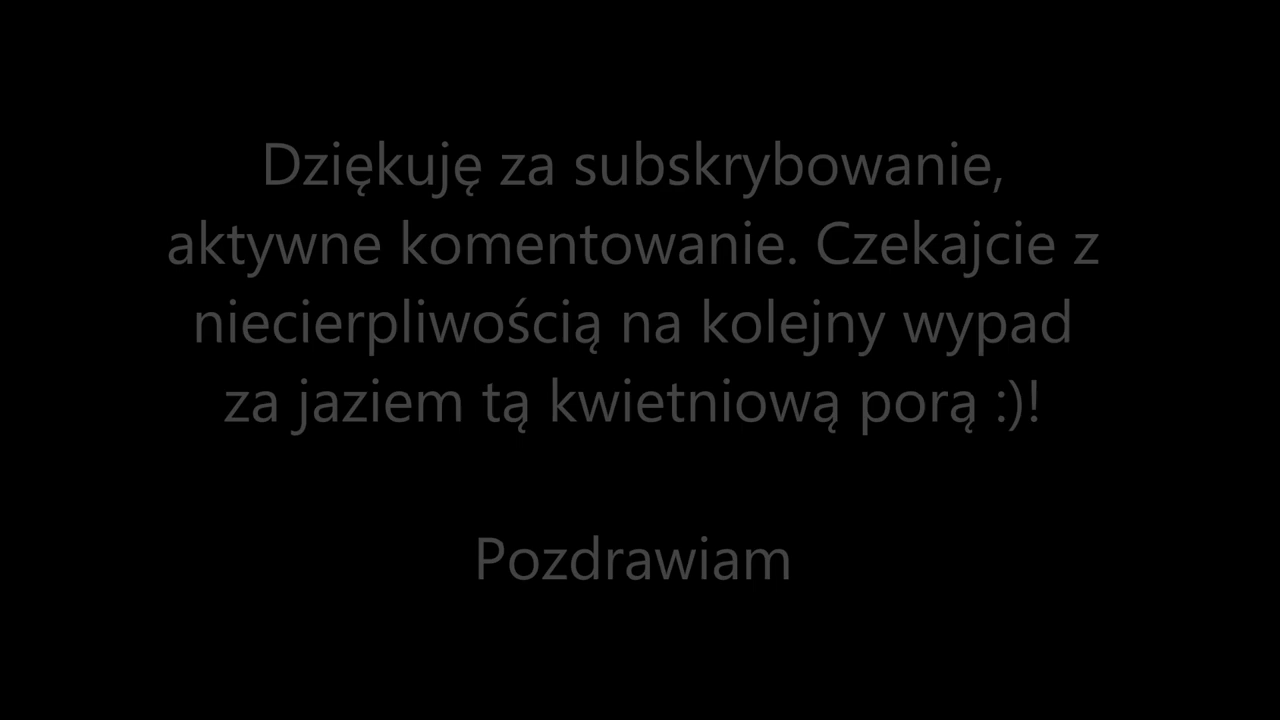 Dziękuję za subskrybowanie,
aktywne komentowanie. Czekajcie z
niecierpliwością na kolejny wypad
za jaziem tą kwietniową porą :)!
Pozdrawiam